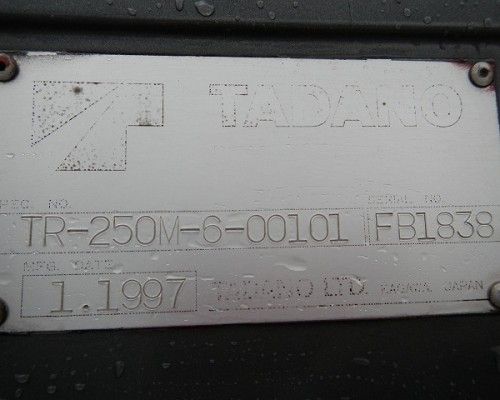 TADANO
SPEC. NO. SERIAL NO.
TR-250M-6-00101 FB1838
MFG. DATE
1.1997 TADANO LTD. KAGAWA, JAPAN